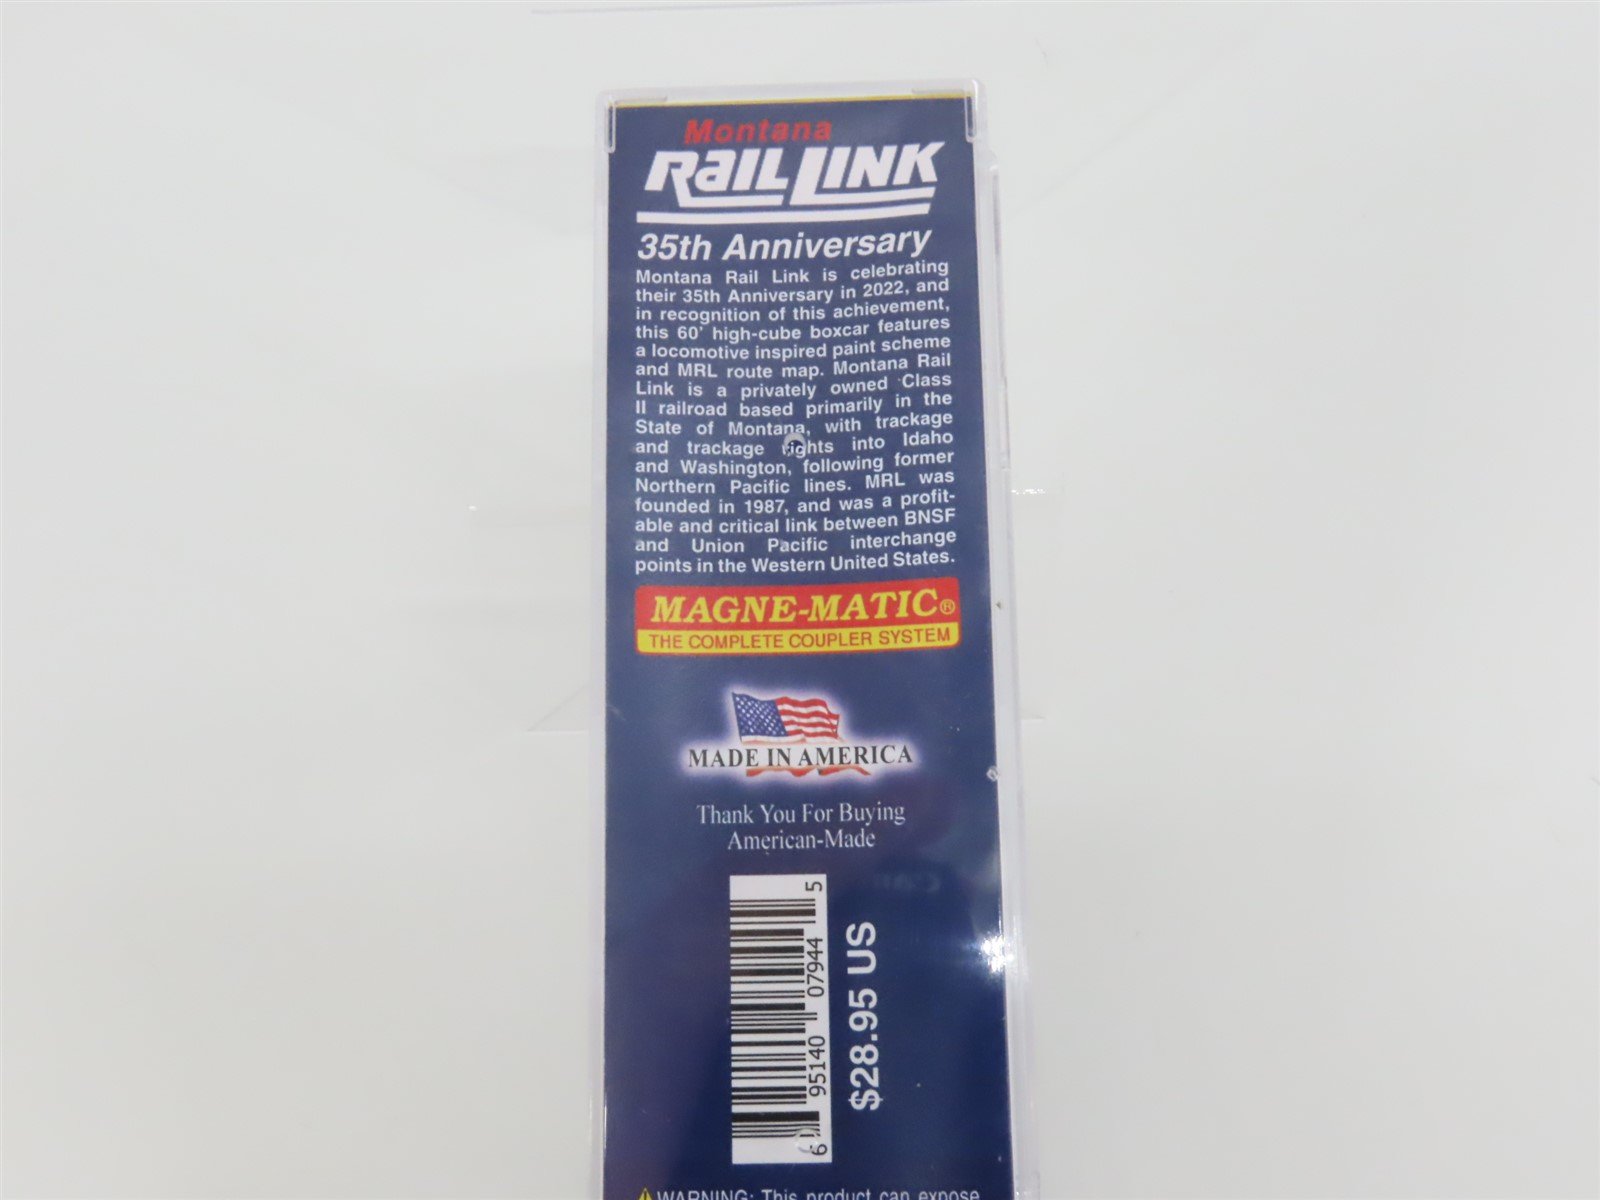 Montana
RAIL LINK
35th Anniversary
Montana Rail Link is celebrating
their 35th Anniversary in 2022, and
in recognition of this achievement,
this 60' high-cube boxcar features
a locomotive inspired paint scheme
and MRL route map. Montana Rail
Link is a privately owned Class
II railroad based primarily in the
State of Montana, with trackage
and trackage rights into Idaho
and Washington, following former
Northern Pacific lines. MRL was
founded in 1987, and was a profit-
able and critical link between BNSF
and Union Pacific interchange
points in the Western United States.
MAGNE-MATIC®
THE COMPLETE COUPLER SYSTEM
MADE IN AMERICA
Thank You For Buying
American-Made
6 95140 07944 5
$28.95 US
WARNING: This product can expose